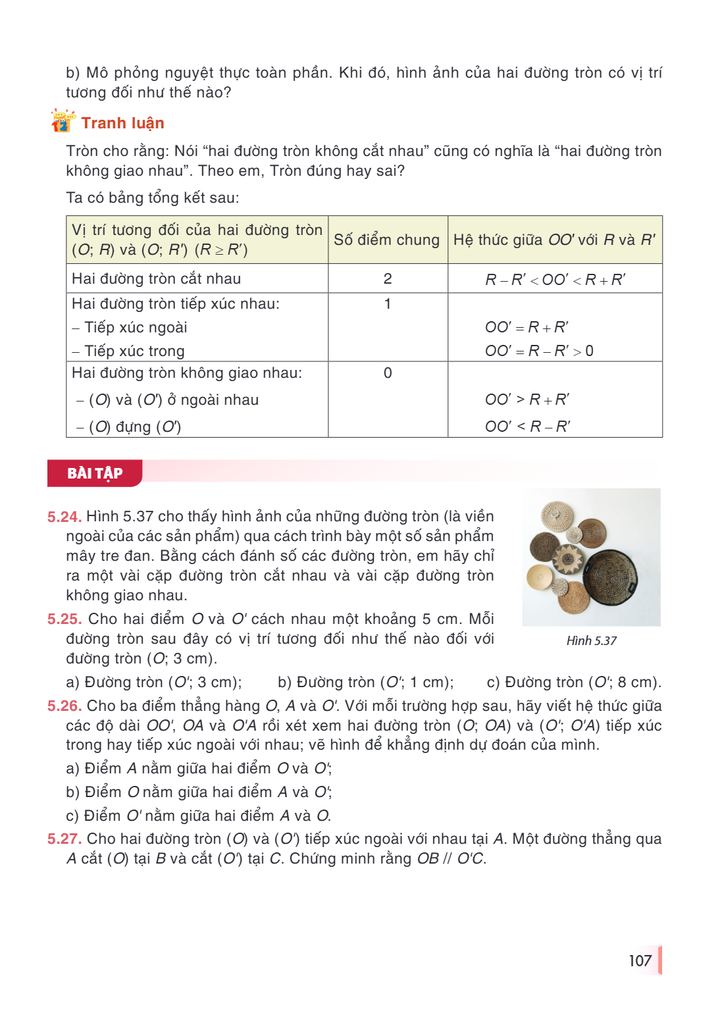 b) Mô phỏng nguyệt thực toàn phần. Khi đó, hình ảnh của hai đường tròn có vị trí
tương đối như thế nào?
Tranh luận
Tròn cho rằng: Nói “hai đường tròn không cắt nhau” cũng có nghĩa là “hai đường tròn
không giao nhau”. Theo em, Tròn đúng hay sai?
Ta có bảng tổng kết sau:
Vị trí tương đối của hai đường tròn
(O; R) và (O; R′) (R ≥ R′)
Số điểm chung
Hệ thức giữa OO′ với R và R′
Hai đường tròn cắt nhau
2
R – R′ < OO′ < R + R′
Hai đường tròn tiếp xúc nhau:
1
– Tiếp xúc ngoài
OO′ = R + R′
– Tiếp xúc trong
OO′ = R – R′ > 0
Hai đường tròn không giao nhau:
0
– (O) và (O′) ở ngoài nhau
OO′ > R + R′
– (O) đựng (O′)
OO′ < R – R′
BÀI TẬP
5.24. Hình 5.37 cho thấy hình ảnh của những đường tròn (là viền
ngoài của các sản phẩm) qua cách trình bày một số sản phẩm
mây tre đan. Bằng cách đánh số các đường tròn, em hãy chỉ
ra một vài cặp đường tròn cắt nhau và vài cặp đường tròn
không giao nhau.
5.25. Cho hai điểm O và O′ cách nhau một khoảng 5 cm. Mỗi
đường tròn sau đây có vị trí tương đối như thế nào đối với
đường tròn (O; 3 cm).
Hình 5.37
a) Đường tròn (O′; 3 cm); b) Đường tròn (O′; 1 cm); c) Đường tròn (O′; 8 cm).
5.26. Cho ba điểm thẳng hàng O, A và O′. Với mỗi trường hợp sau, hãy viết hệ thức giữa
các độ dài OO′, OA và O′A rồi xét xem hai đường tròn (O; OA) và (O′; O′A) tiếp xúc
trong hay tiếp xúc ngoài với nhau; vẽ hình để khẳng định dự đoán của mình.
a) Điểm A nằm giữa hai điểm O và O′;
b) Điểm O nằm giữa hai điểm A và O′;
c) Điểm O′ nằm giữa hai điểm A và O.
5.27. Cho hai đường tròn (O) và (O′) tiếp xúc ngoài với nhau tại A. Một đường thẳng qua
A cắt (O) tại B và cắt (O′) tại C. Chứng minh rằng OB // O′C.
107